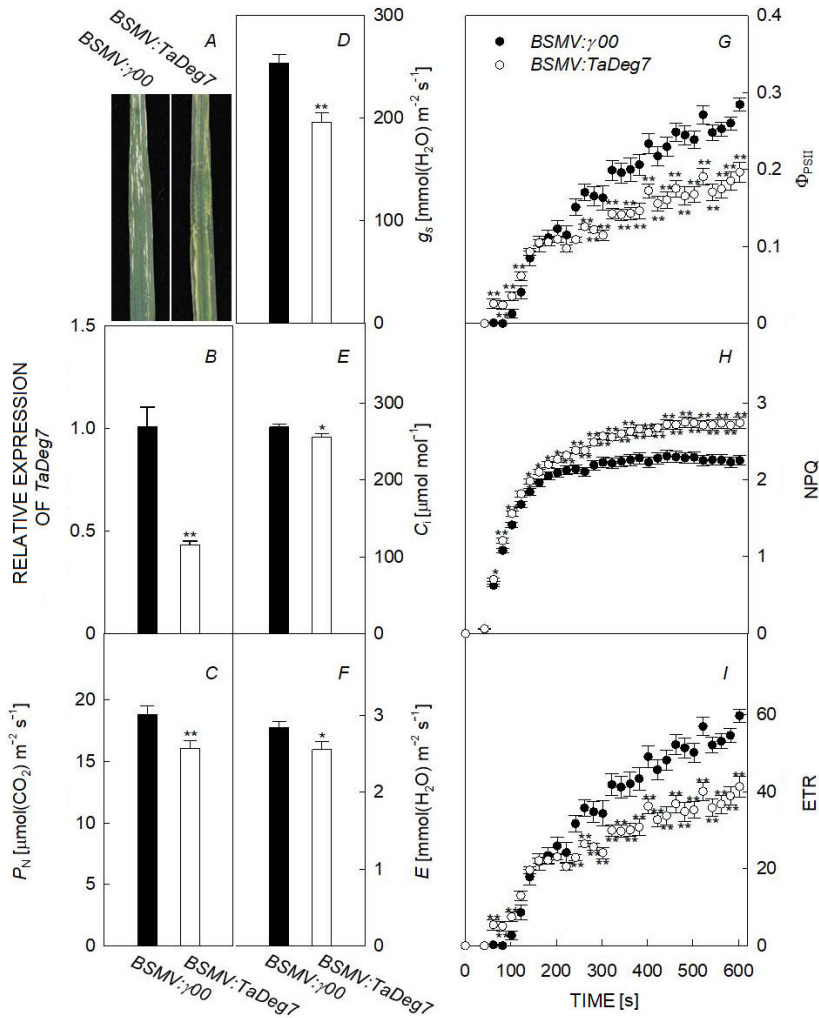 BSMV:γ00
BSMV:TaDeg7
A
D
300
200
100
0
gs [mmol(H2O) m–2 s–1]
**
BSMV:γ00
BSMV:TaDeg7
G
0.4
0.3
0.2
0.1
0
ΦPSII
** ** ** ** ** ** ** ** ** ** ** ** ** ** ** ** ** ** ** ** **
RELATIVE EXPRESSION
OF TaDeg7
1.5
1.0
0.5
0
B
**
E
*
300
200
100
0
Ci [µmol mol–1]
H
3
2
1
0
NPQ
PN [µmol(CO2) m–2 s–1]
20
15
10
5
0
C
**
F
*
3
2
1
0
E [mmol(H2O) m–2 s–1]
I
60
40
20
0
ETR
BSMV:γ00
BSMV:TaDeg7
BSMV:γ00
BSMV:TaDeg7
0 100 200 300 400 500 600
TIME [s]